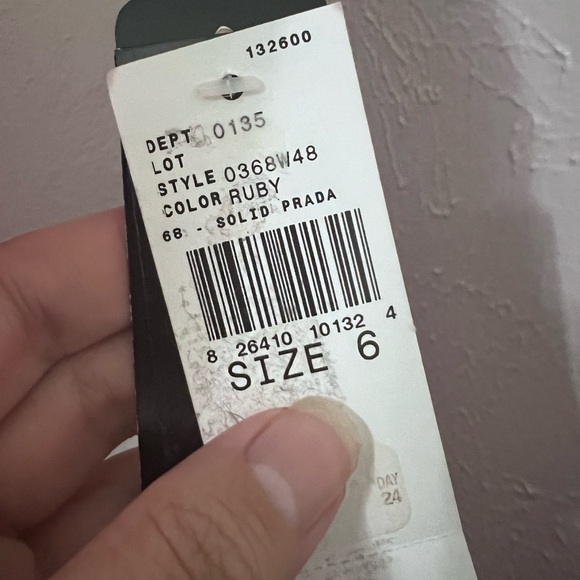 132600
DEPT 0135
LOT
STYLE 0368W48
COLOR RUBY
68 - SOLID PRADA
8 26410 10132 4
SIZE 6
DAY
24